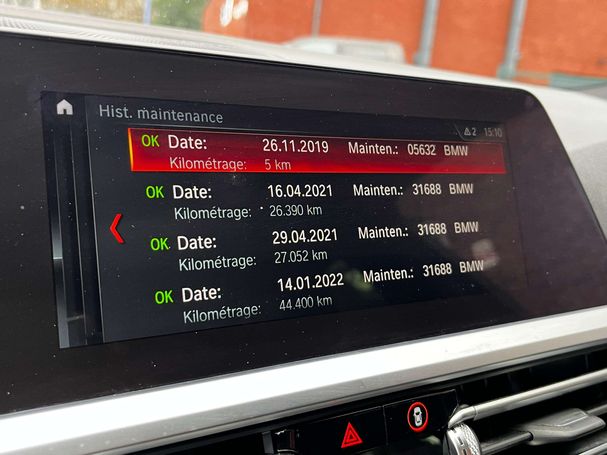 Hist. maintenance
2 15:10
OK Date: 26.11.2019 Mainten.: 05632 BMW
Kilométrage: 5 km
OK Date: 16.04.2021 Mainten.: 31688 BMW
Kilométrage: 26.390 km
OK Date: 29.04.2021 Mainten.: 31688 BMW
Kilométrage: 27.052 km
OK Date: 14.01.2022 Mainten.: 31688 BMW
Kilométrage: 44.400 km